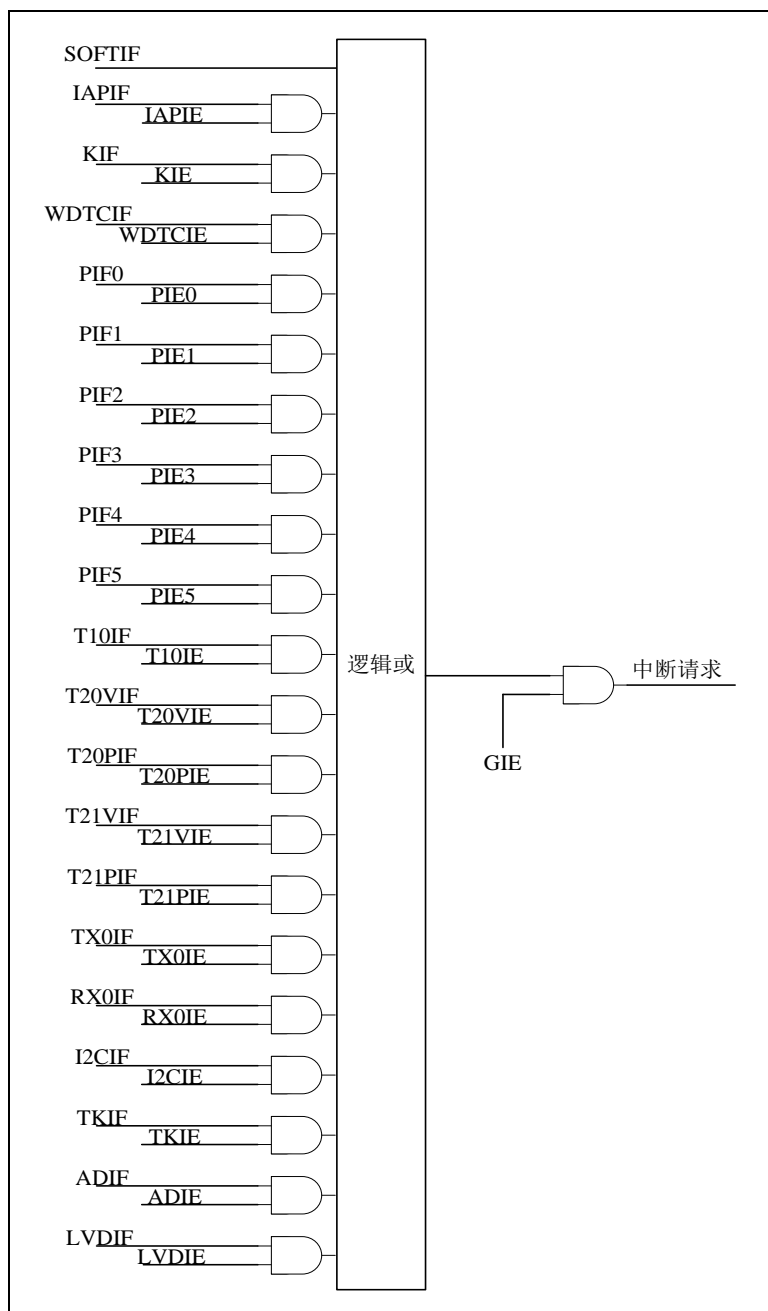 SOFTIF
IAPIF
IAPIE
KIF
KIE
WDTCIF
WDTCIE
PIF0
PIE0
PIF1
PIE1
PIF2
PIE2
PIF3
PIE3
PIF4
PIE4
PIF5
PIE5
T10IF
T10IE
逻辑或
中断请求
T20VIF
T20VIE
GIE
T20PIF
T20PIE
T21VIF
T21VIE
T21PIF
T21PIE
TX0IF
TX0IE
RX0IF
RX0IE
I2CIF
I2CIE
TKIF
TKIE
ADIF
ADIE
LVDIF
LVDIE